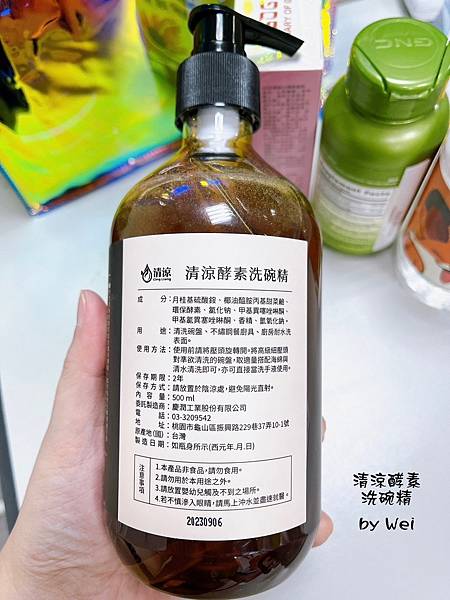 GNC
清涼
Qing Liang
清涼酵素洗碗精
成分：月桂基硫酸銨、椰油醯胺丙基甜菜鹼、
環保酵素、氯化鈉、甲基異噻唑啉酮、
甲基氯異噻唑啉酮、香精、氫氧化鈉。
用途：清洗碗盤、不鏽鋼餐廚具、廚房耐水洗
表面。
使用方法：使用前請將壓頭旋轉開。將高級細壓頭
對準欲清洗的碗盤，取適量搭配海綿與
清水清洗即可，亦可直接當洗手液使用。
保存期限：2年
保存方式：請放置於陰涼處，避免陽光直射。
內容量：500 ml
委託製造商：慶潤工業股份有限公司
電話：03-3209542
地址：桃園市龜山區振興路229巷37弄10-1號
原產地(國)：台灣
製造日期：如瓶身所示(西元年.月.日)
注意事項
1.本產品非食品，請勿食用。
2.請勿用於本用途之外。
3.請放置嬰幼兒觸及不到之場所。
4.若不慎滲入眼睛，請馬上沖水並盡速就醫。
20230906
清涼酵素
洗碗精
by Wei